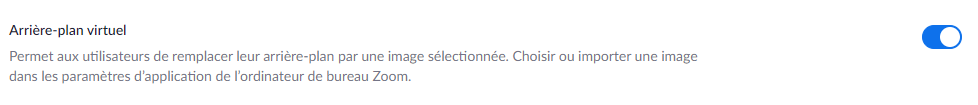 Arrière-plan virtuel
Permet aux utilisateurs de remplacer leur arrière-plan par une image sélectionnée. Choisir ou importer une image
dans les paramètres d’application de l’ordinateur de bureau Zoom.